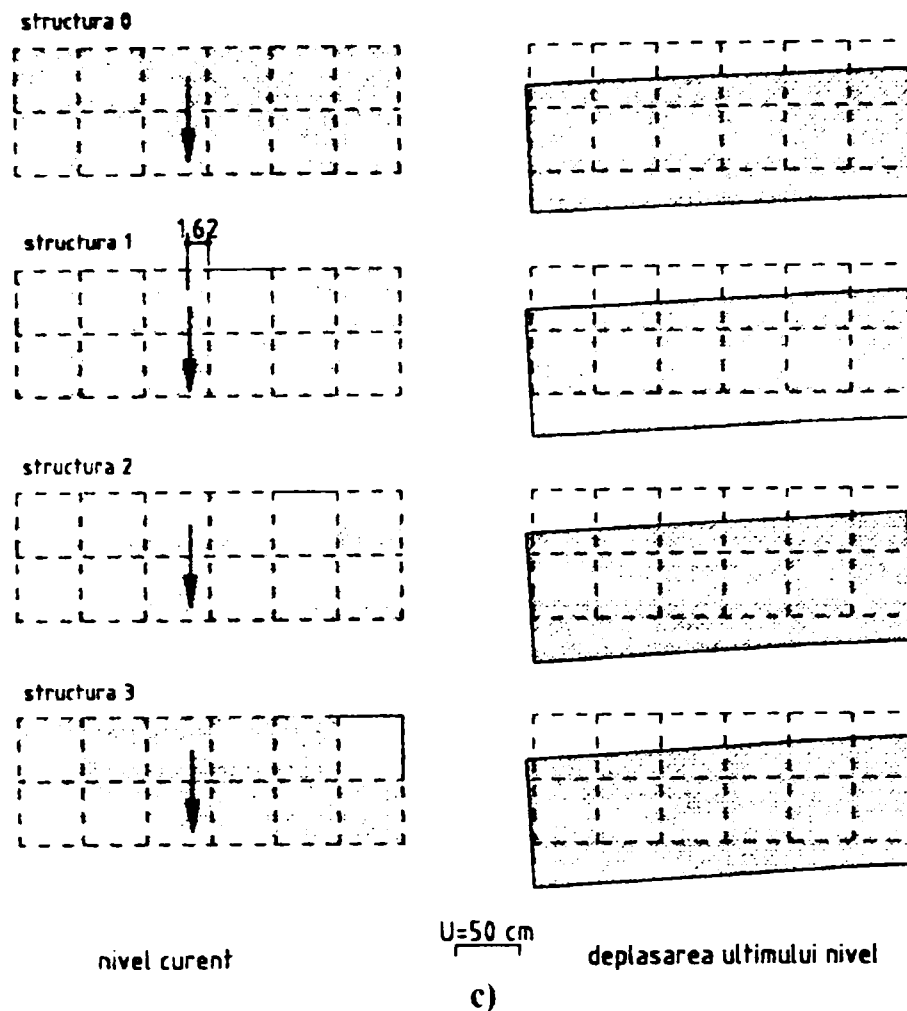 structura 0
structura 1
1,62
structura 2
structura 3
U=50 cm
nivel curent
deplasarea ultimului nivel
c)